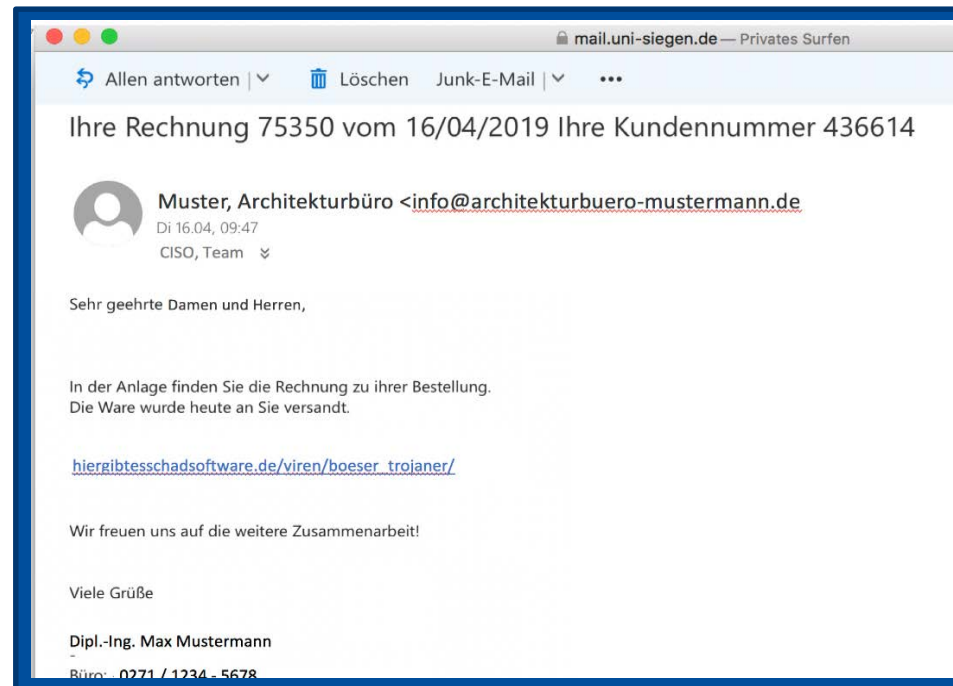 mail.uni-siegen.de — Privates Surfen
Allen antworten | Löschen Junk-E-Mail | •••
Ihre Rechnung 75350 vom 16/04/2019 Ihre Kundennummer 436614
Muster, Architekturbüro <info@architekturbuero-mustermann.de
Di 16.04, 09:47
CISO, Team
Sehr geehrte Damen und Herren,
In der Anlage finden Sie die Rechnung zu ihrer Bestellung.
Die Ware wurde heute an Sie versandt.
hiergibtesschadsoftware.de/viren/boeser_trojaner/
Wir freuen uns auf die weitere Zusammenarbeit!
Viele Grüße
Dipl.-Ing. Max Mustermann
-
Büro: 0271 / 1234 - 5678